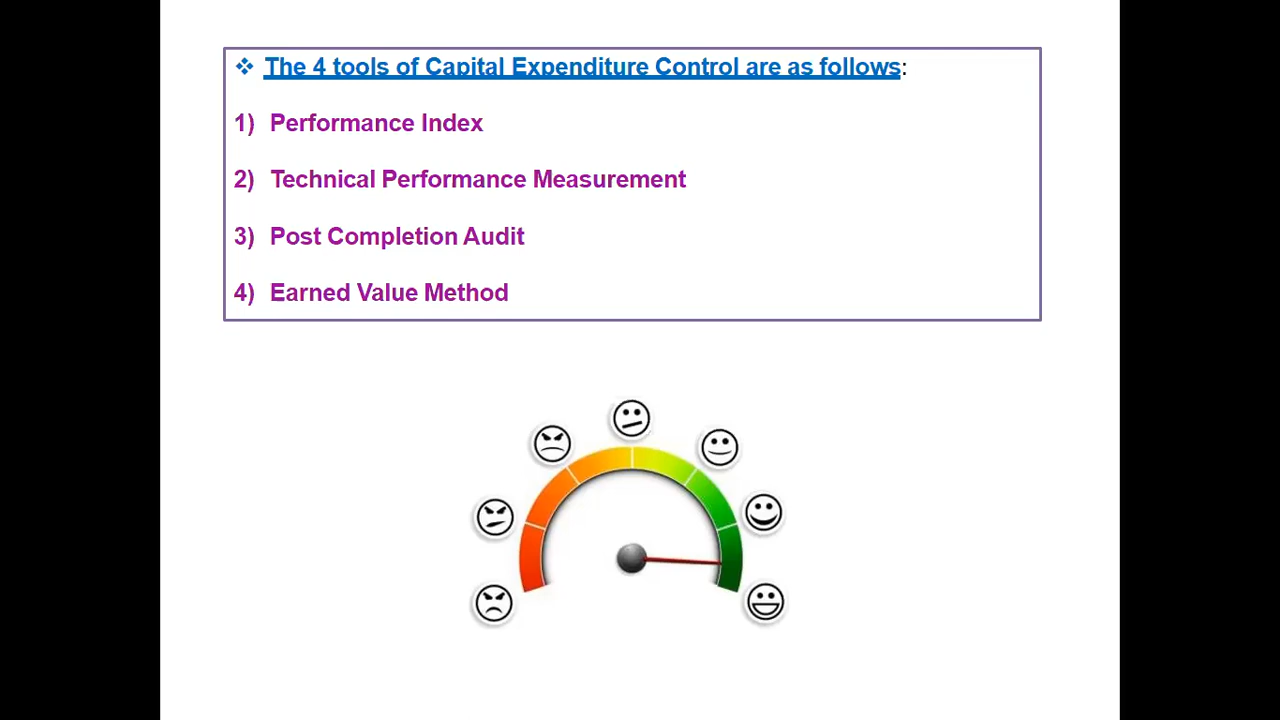 ❖ The 4 tools of Capital Expenditure Control are as follows:
1) Performance Index
2) Technical Performance Measurement
3) Post Completion Audit
4) Earned Value Method